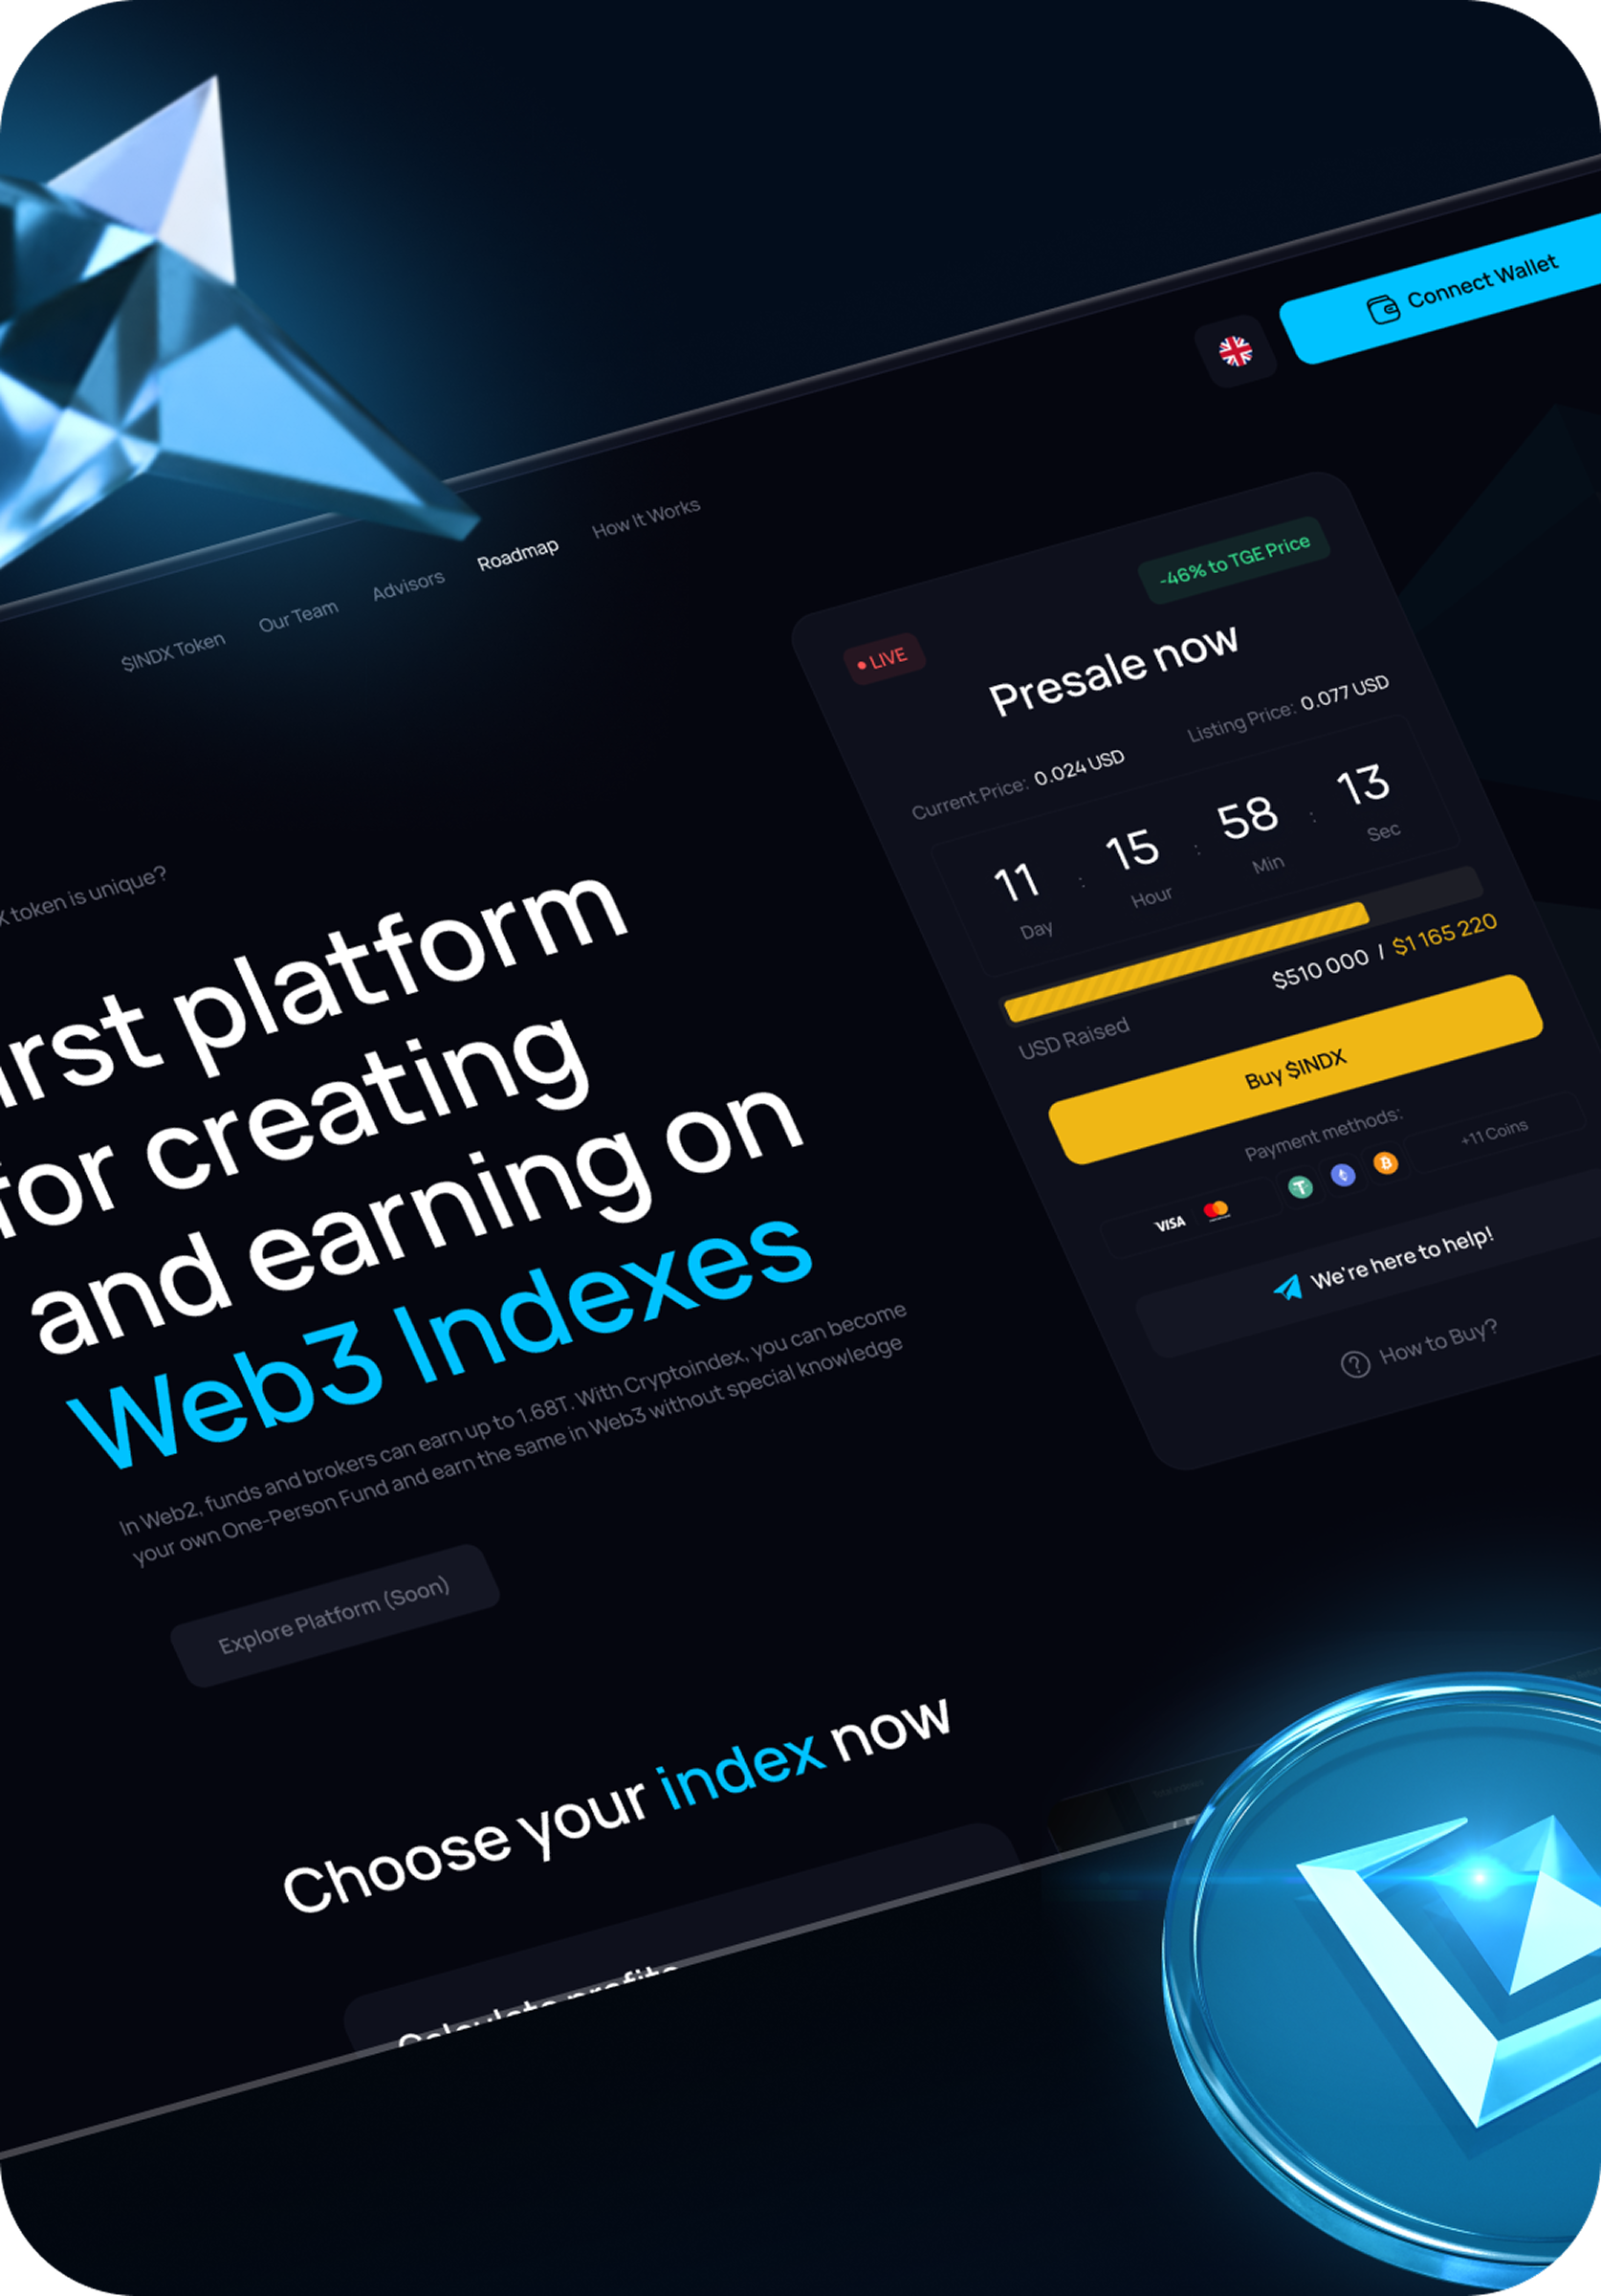 Connect Wallet
$INDX Token
Our Team
Advisors
Roadmap
How It Works
-46% to TGE Price
LIVE
Presale now
Current Price: 0.024 USD
Listing Price: 0.077 USD
11 : 15 : 58 : 13
Day Hour Min Sec
USD Raised
$510 000 / $1 165 220
Buy $INDX
Payment methods:
VISA
+11 Coins
We're here to help!
How to Buy?
X token is unique?
irst platform
for creating
and earning on
Web3 Indexes
In Web2, funds and brokers can earn up to 1.68T. With Cryptoindex, you can become
your own One-Person Fund and earn the same in Web3 without special knowledge
Explore Platform (Soon)
Choose your index now
Calculate profits